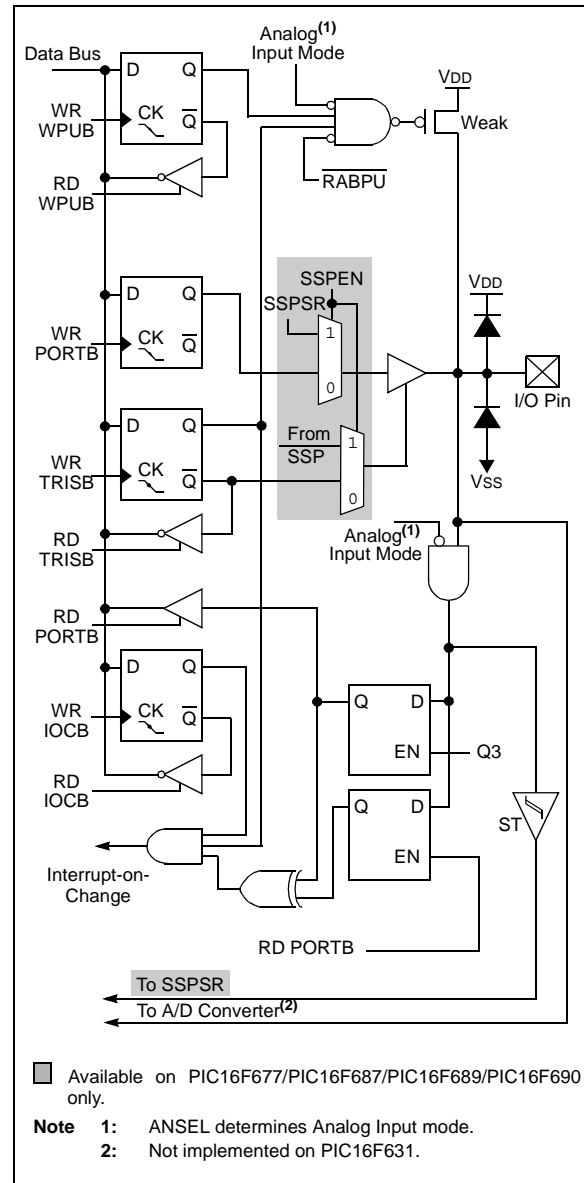 Analog(1)
Input Mode
Data Bus
D Q
VDD
WR
WPUB
CK Q
Weak
RD
WPUB
RABPU
SSPEN
SSPSR
VDD
D Q
1
WR
PORTB
CK Q
0
I/O Pin
D Q
From
SSP
1
WR
TRISB
CK Q
0
VSS
Analog(1)
Input Mode
RD
TRISB
RD
PORTB
D Q
Q D
WR
IOCB
CK Q
EN
Q3
RD
IOCB
Q D
ST
EN
Interrupt-on-
Change
RD PORTB
To SSPSR
To A/D Converter(2)
Available on PIC16F677/PIC16F687/PIC16F689/PIC16F690
only.
Note 1: ANSEL determines Analog Input mode.
2: Not implemented on PIC16F631.